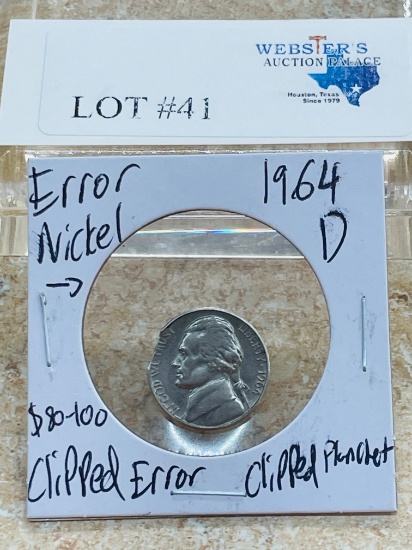 WEBSTER'S
AUCTION PALACE
Houston, Texas
Since 1979
LOT #41
Error 1964
Nickel D
→
IN GOD WE TRUST LIBERTY 1964
$80-100
Clipped Error Clipped Planchet